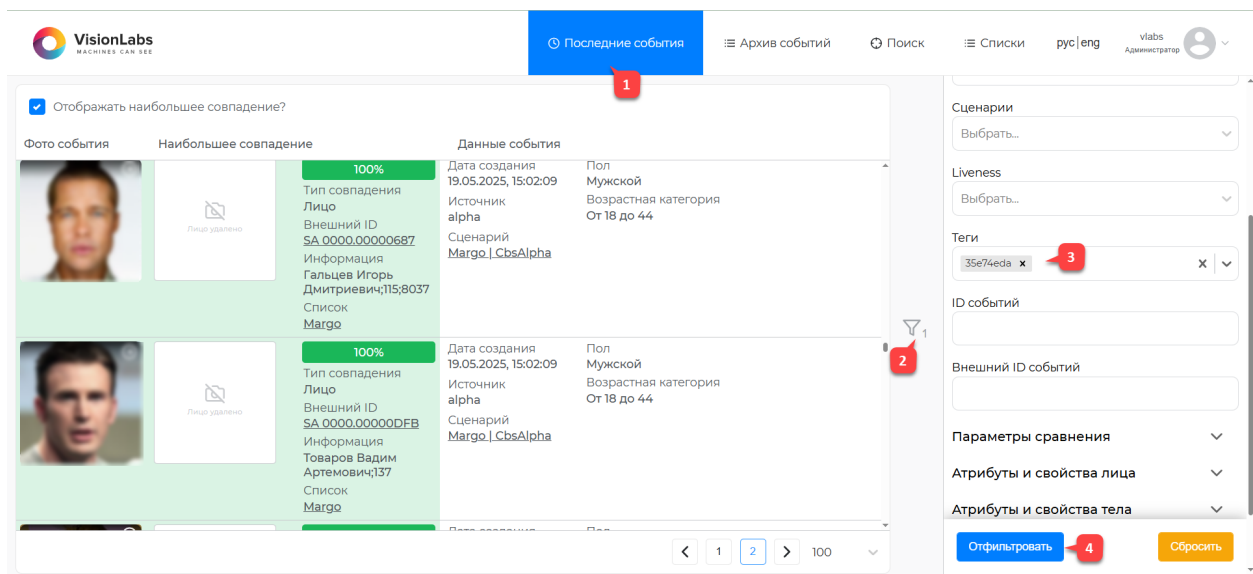 VisionLabs
MACHINES CAN SEE
Последние события
Архив событий
Поиск
Списки
рус|eng
vlabs
Администратор
1
Отображать наибольшее совпадение?
Фото события
Наибольшее совпадение
Данные события
Лицо удалено
100%
Тип совпадения
Лицо
Внешний ID
SA 0000.00000687
Информация
Гальцев Игорь
Дмитриевич;115;8037
Список
Margo
Дата создания
19.05.2025, 15:02:09
Источник
alpha
Сценарий
Margo | CbsAlpha
Пол
Мужской
Возрастная категория
От 18 до 44
Лицо удалено
100%
Тип совпадения
Лицо
Внешний ID
SA 0000.00000DFB
Информация
Товаров Вадим
Артемович;137
Список
Margo
Дата создания
19.05.2025, 15:02:09
Источник
alpha
Сценарий
Margo | CbsAlpha
Пол
Мужской
Возрастная категория
От 18 до 44
Дата создания
Пол
1
2
100
1
2
Сценарии
Выбрать...
Liveness
Выбрать...
Теги
35e74eda
3
ID событий
Внешний ID событий
Параметры сравнения
Атрибуты и свойства лица
Атрибуты и свойства тела
Отфильтровать
4
Сбросить